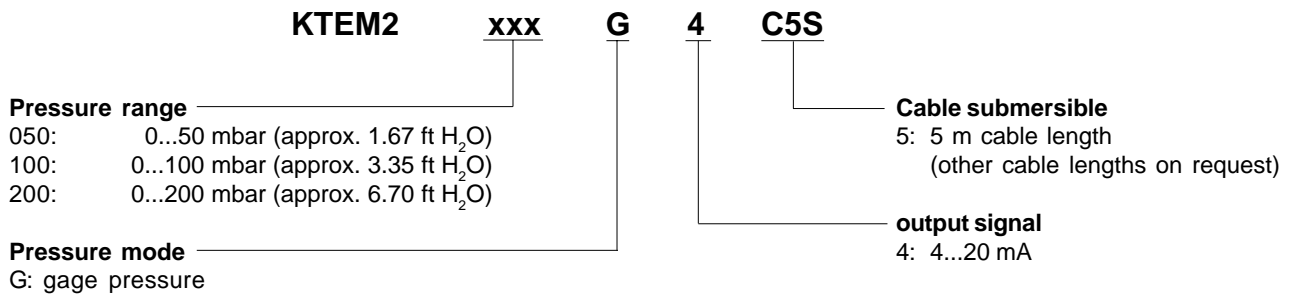 KTEM2 xxx G 4 C5S
Pressure range
050: 0...50 mbar (approx. 1.67 ft H₂O)
100: 0...100 mbar (approx. 3.35 ft H₂O)
200: 0...200 mbar (approx. 6.70 ft H₂O)
Pressure mode
G: gage pressure
Cable submersible
5: 5 m cable length
(other cable lengths on request)
output signal
4: 4...20 mA